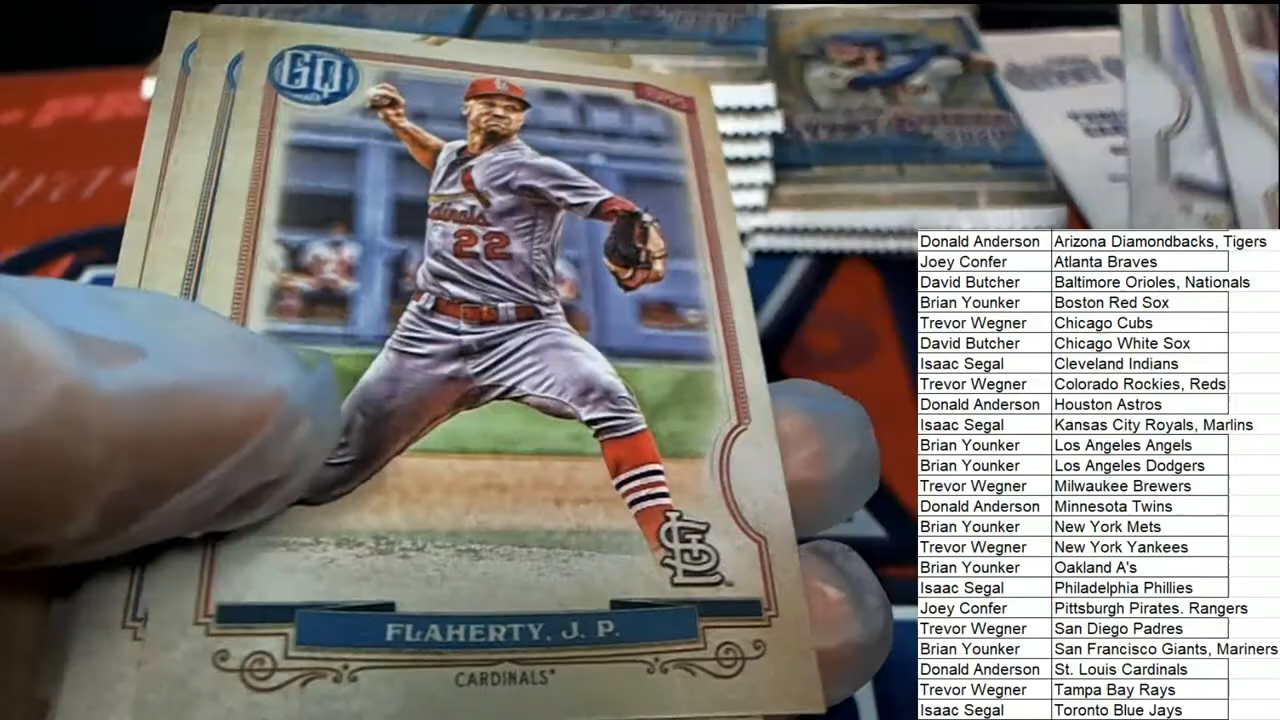 GQ
TOPPS
Cardinals
22
STL
FLAHERTY, J. P.
CARDINALS
Donald Anderson Arizona Diamondbacks, Tigers
Joey Confer Atlanta Braves
David Butcher Baltimore Orioles, Nationals
Brian Younker Boston Red Sox
Trevor Wegner Chicago Cubs
David Butcher Chicago White Sox
Isaac Segal Cleveland Indians
Trevor Wegner Colorado Rockies, Reds
Donald Anderson Houston Astros
Isaac Segal Kansas City Royals, Marlins
Brian Younker Los Angeles Angels
Brian Younker Los Angeles Dodgers
Trevor Wegner Milwaukee Brewers
Donald Anderson Minnesota Twins
Brian Younker New York Mets
Trevor Wegner New York Yankees
Brian Younker Oakland A's
Isaac Segal Philadelphia Phillies
Joey Confer Pittsburgh Pirates. Rangers
Trevor Wegner San Diego Padres
Brian Younker San Francisco Giants, Mariners
Donald Anderson St. Louis Cardinals
Trevor Wegner Tampa Bay Rays
Isaac Segal Toronto Blue Jays